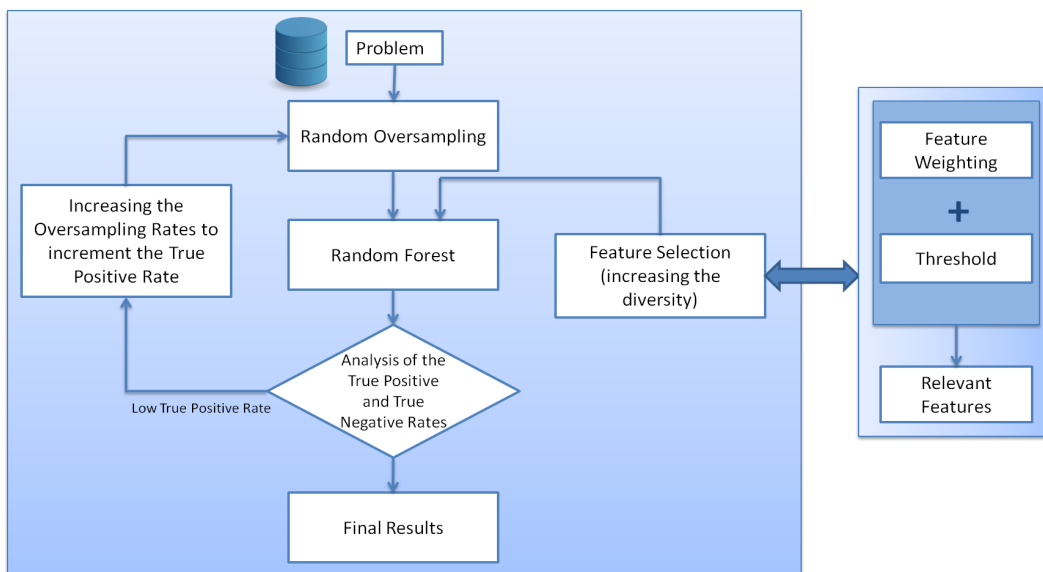 Problem
Random Oversampling
Increasing the
Oversampling Rates to
increment the True
Positive Rate
Random Forest
Feature Selection
(increasing the
diversity)
Analysis of the
True Positive
and True
Negative Rates
Low True Positive Rate
Final Results
Feature
Weighting
+
Threshold
Relevant
Features